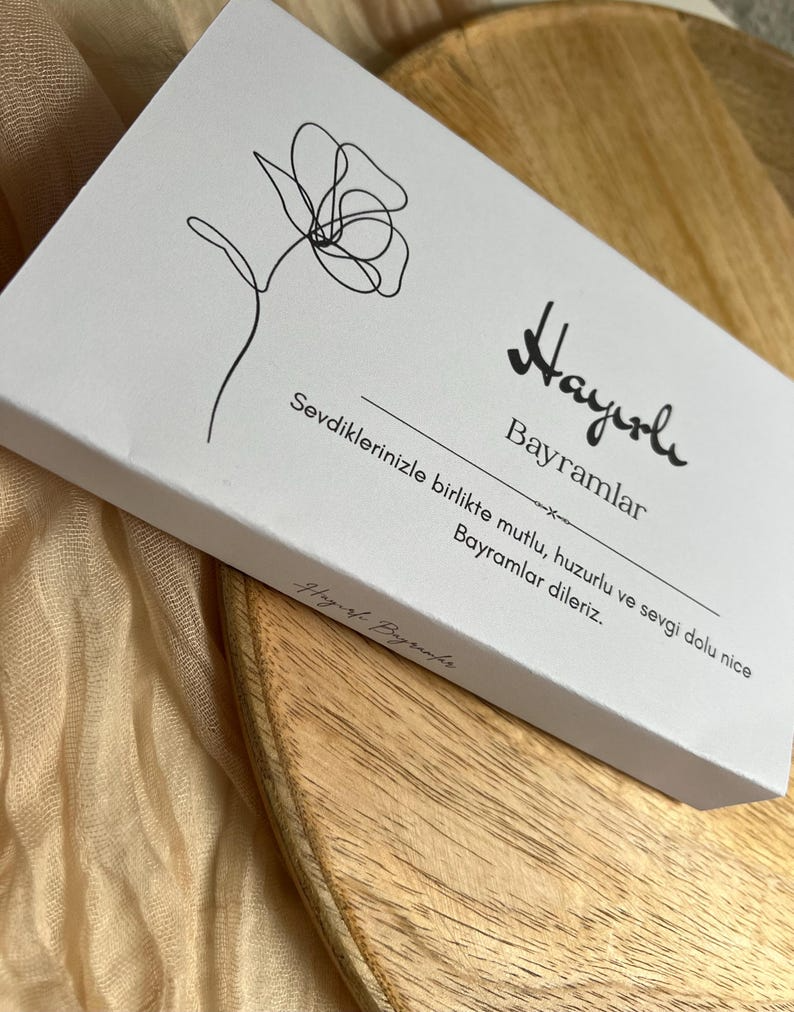 Hayırlı
Bayramlar
Sevdiklerinizle birlikte mutlu, huzurlu ve sevgi dolu nice
Bayramlar dileriz.
Hayırlı Bayramlar